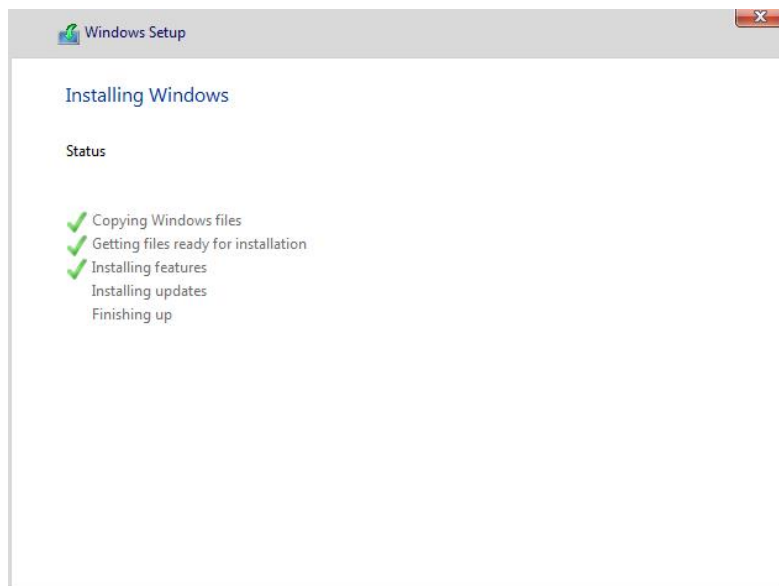 Windows Setup
Installing Windows
Status
Copying Windows files
Getting files ready for installation
Installing features
Installing updates
Finishing up